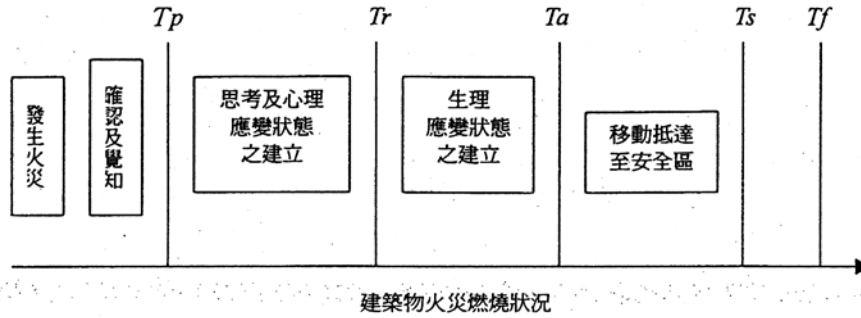 Tp
Tr
Ta
Ts
Tf
發生火災
確認及覺知
思考及心理
應變狀態
之建立
生理
應變狀態
之建立
移動抵達
至安全區
建築物火災燃燒狀況